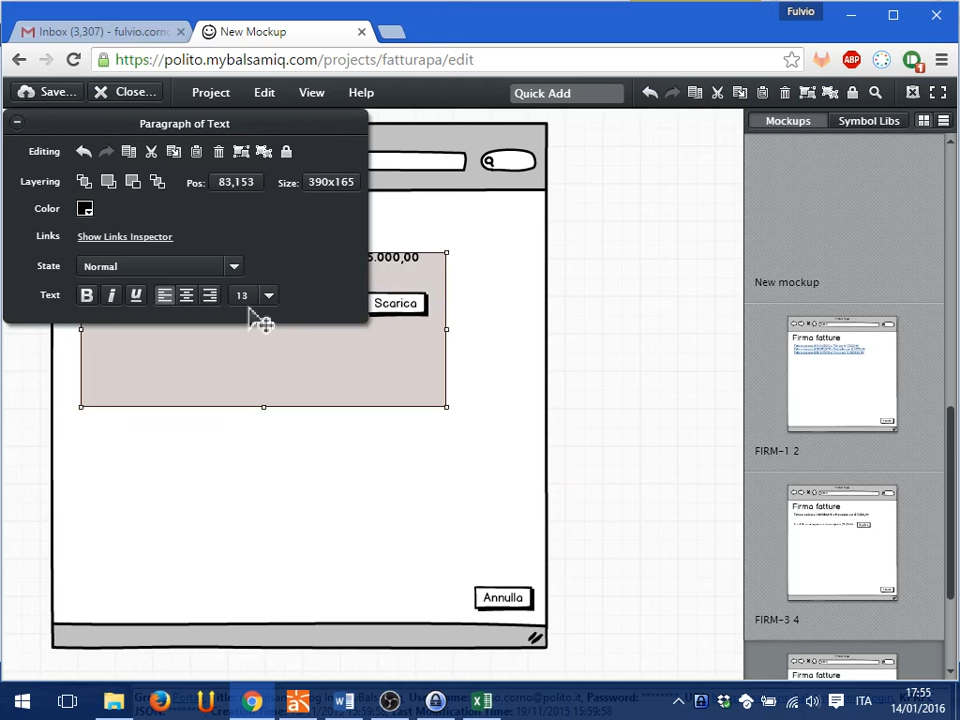 Fulvio
Inbox (3,307) - fulvio.corn
New Mockup
https://polito.mybalsamiq.com/projects/fatturapa/edit
ABP
1
Save...
Close...
Project
Edit
View
Help
Quick Add
Paragraph of Text
Mockups
Symbol Libs
Editing
Layering
Pos:
83,153
Size:
390x165
Color
Links
Show Links Inspector
State
Normal
Text
B
i
U
13
5.000,00
Scarica
New mockup
Firma fatture
FIRM-1 2
Firma fatture
FIRM-3 4
Annulla
ITA
17:55
14/01/2016